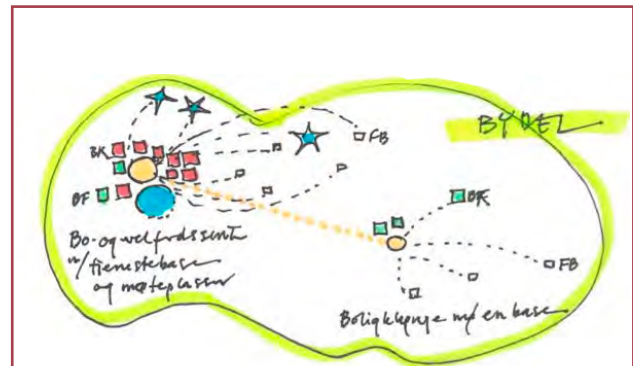 BYDEL
FB
BK
BF
BK
Bo- og velferdssenter
m/tjenestebase
og møteplasser
FB
Boligklynge m/ en base